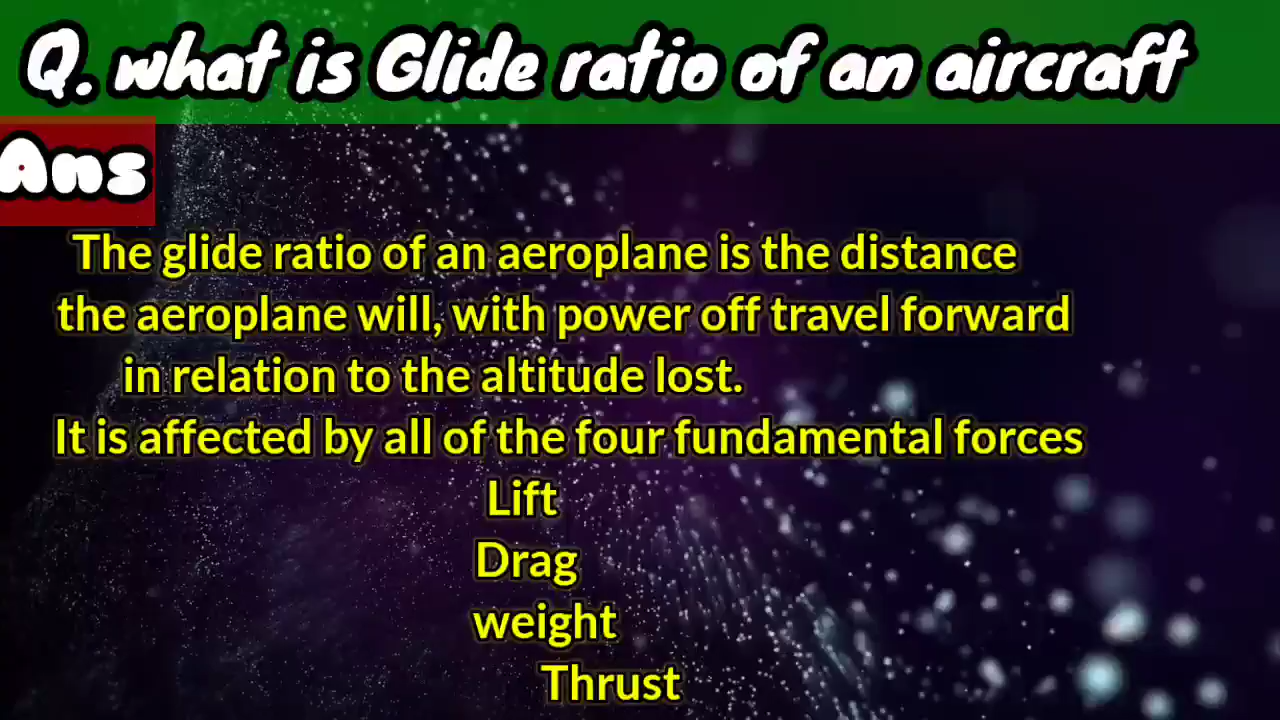 Q. what is Glide ratio of an aircraft
Ans
The glide ratio of an aeroplane is the distance
the aeroplane will, with power off travel forward
in relation to the altitude lost.
It is affected by all of the four fundamental forces
Lift
Drag
weight
Thrust